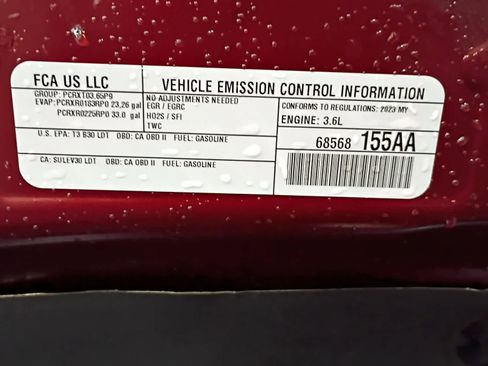 FCA US LLC
VEHICLE EMISSION CONTROL INFORMATION
GROUP: PCRXT03.65P9
EVAP: PCRXR0183RP0 23,26 gal
PCRXR0225RP0 33.0 gal
NO ADJUSTMENTS NEEDED
EGR / EGRC
HO2S / SFI
TWC
CONFORMS TO REGULATIONS: 2023 MY
ENGINE: 3.6L
U.S. EPA: T3 B30 LDT OBD: CA OBD II FUEL: GASOLINE
68568 155AA
CA: SULEV30 LDT OBD: CA OBD II FUEL: GASOLINE